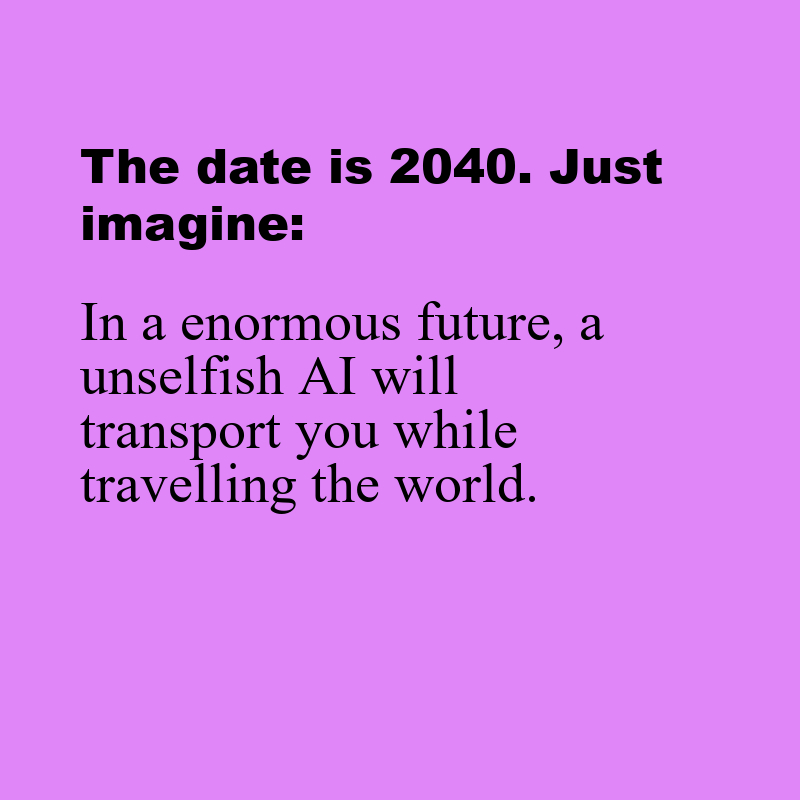 The date is 2040. Just
imagine:
In a enormous future, a
unselfish AI will
transport you while
travelling the world.